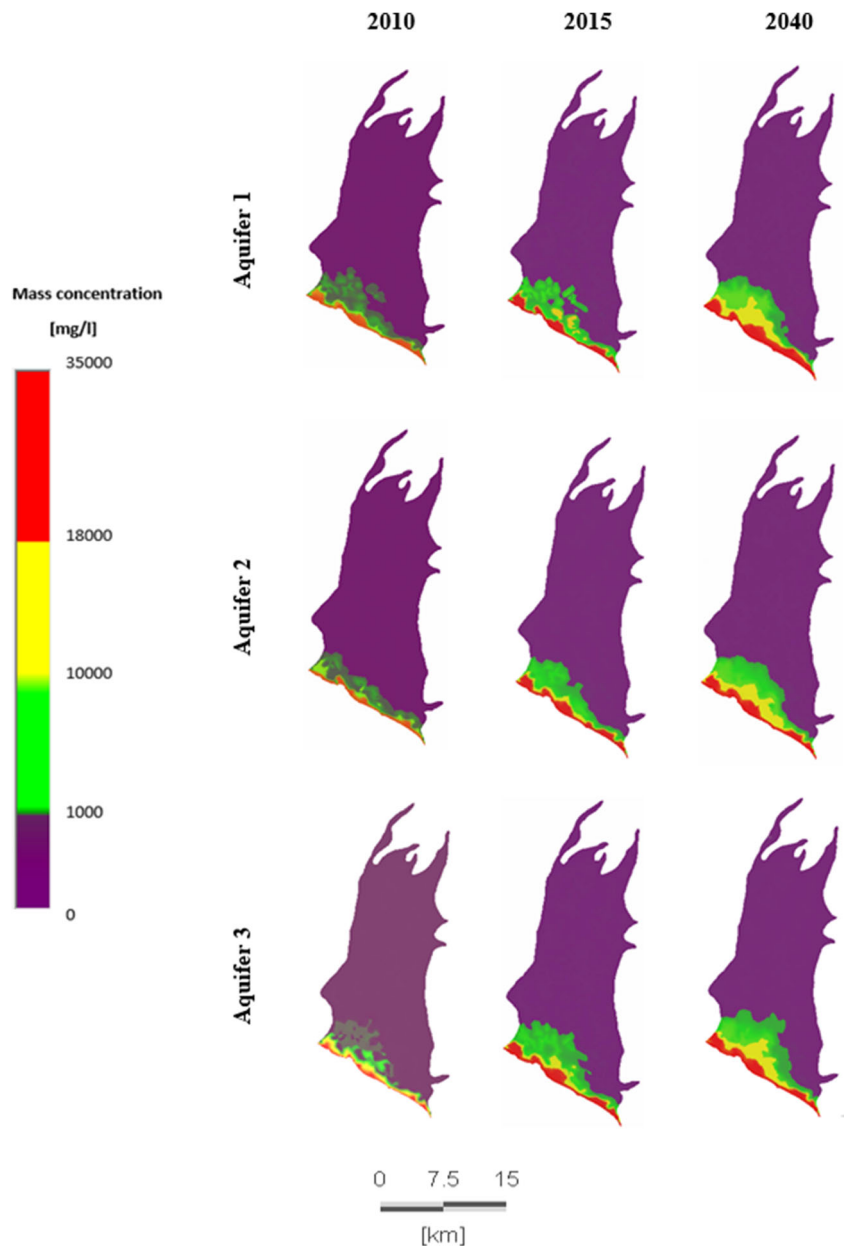 2010 2015 2040
Aquifer 1
Mass concentration
[mg/l]
35000
18000
10000
1000
0
Aquifer 2
Aquifer 3
0 7.5 15
[km]